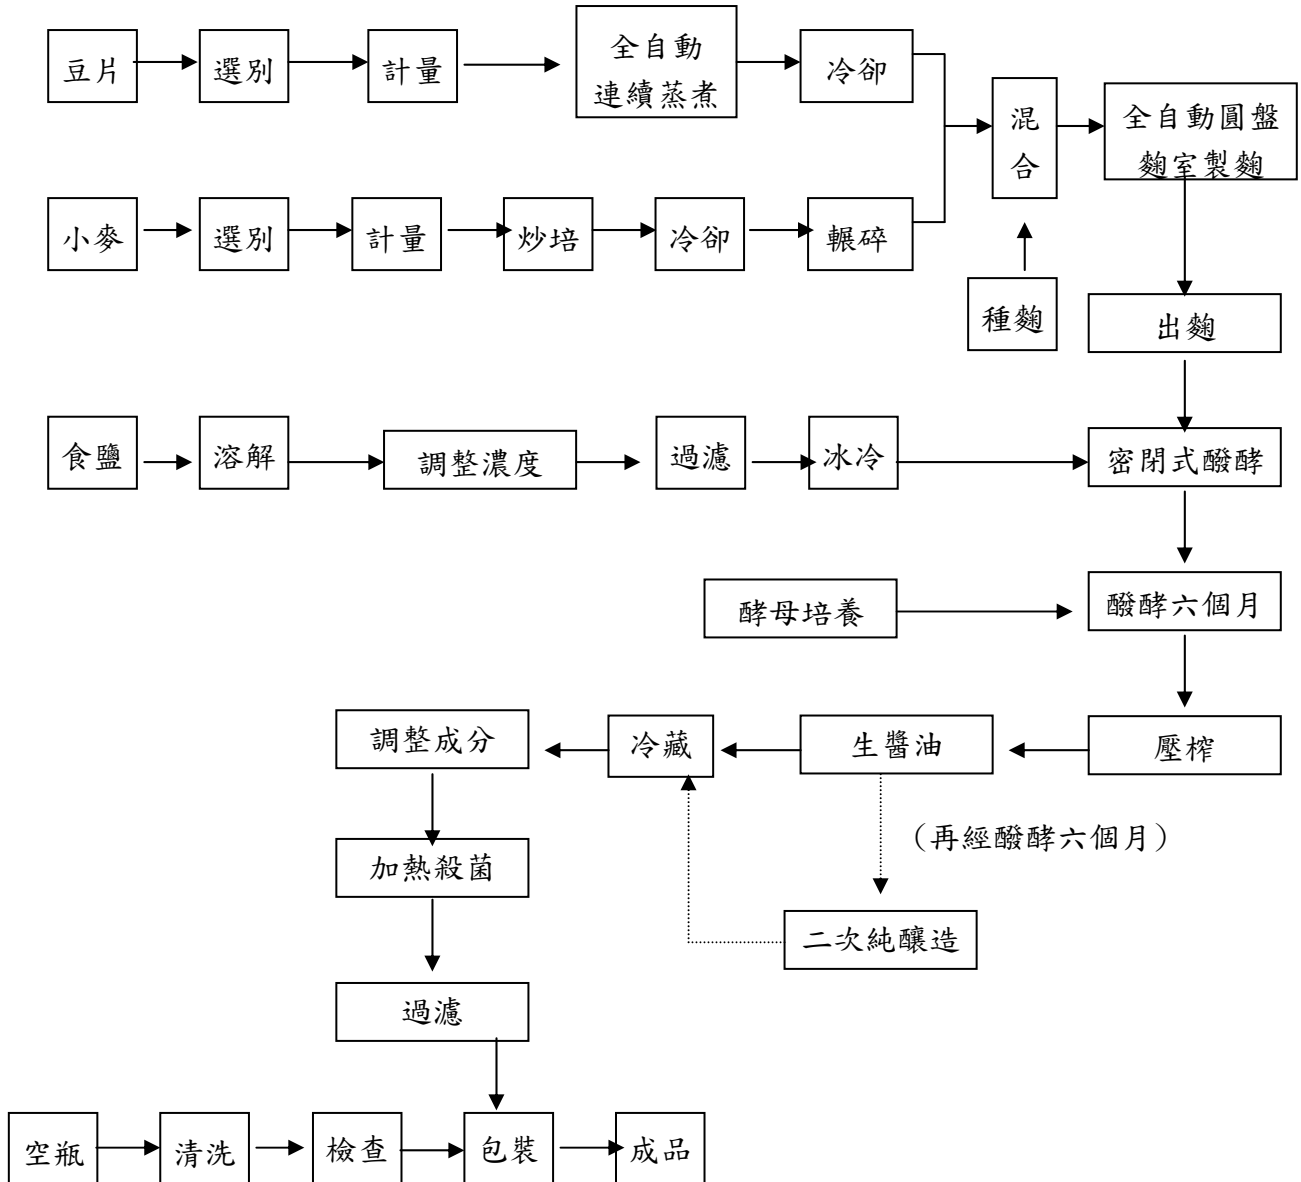 豆片
選別
計量
全自動
連續蒸煮
冷卻
混
合
全自動圓盤
麴室製麴
小麥
選別
計量
炒培
冷卻
輾碎
種麴
出麴
食鹽
溶解
調整濃度
過濾
冰冷
密閉式醱酵
酵母培養
醱酵六個月
調整成分
冷藏
生醬油
壓榨
（再經醱酵六個月）
加熱殺菌
二次純釀造
過濾
空瓶
清洗
檢查
包裝
成品